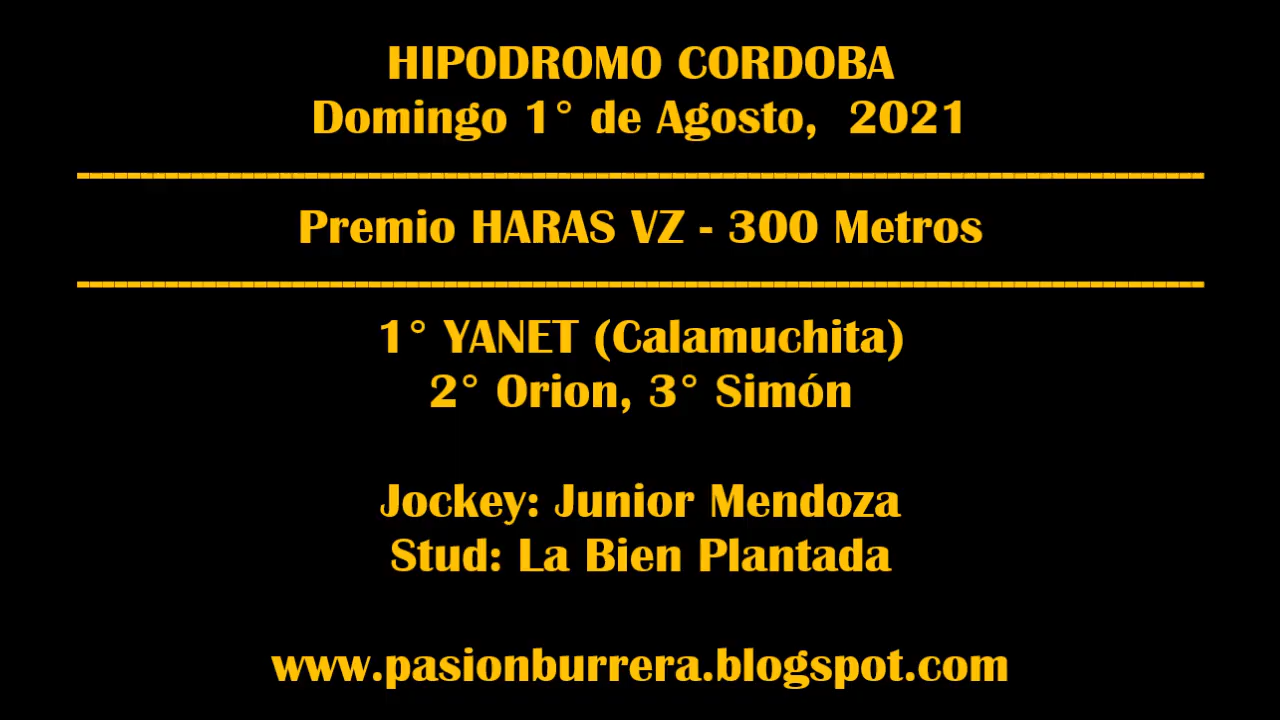 HIPODROMO CORDOBA
Domingo 1° de Agosto,  2021
Premio HARAS VZ - 300 Metros
1° YANET (Calamuchita)
2° Orion, 3° Simón
Jockey: Junior Mendoza
Stud: La Bien Plantada
www.pasionburrera.blogspot.com